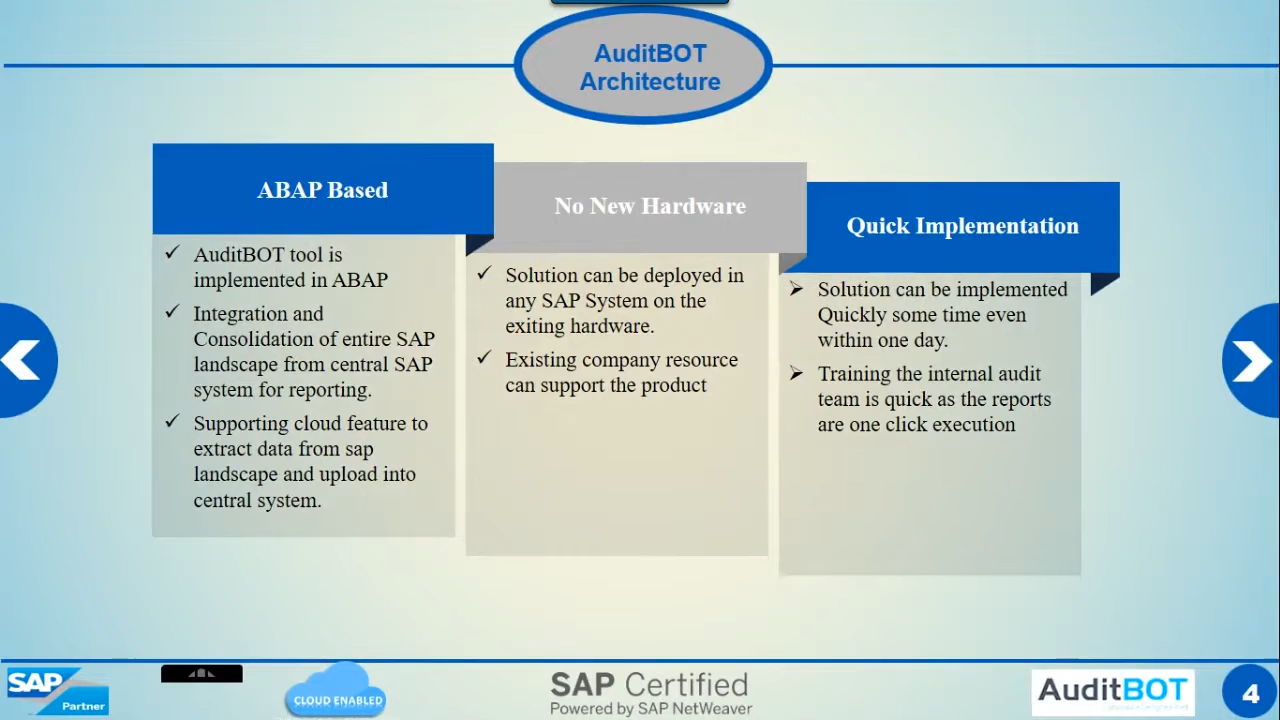 AuditBOT
Architecture
ABAP Based
AuditBOT tool is
implemented in ABAP
Integration and
Consolidation of entire SAP
landscape from central SAP
system for reporting.
Supporting cloud feature to
extract data from sap
landscape and upload into
central system.
No New Hardware
Solution can be deployed in
any SAP System on the
exiting hardware.
Existing company resource
can support the product
Quick Implementation
Solution can be implemented
Quickly some time even
within one day.
Training the internal audit
team is quick as the reports
are one click execution
SAP
Partner
CLOUD ENABLED
SAP Certified
Powered by SAP NetWeaver
AuditBOT
4